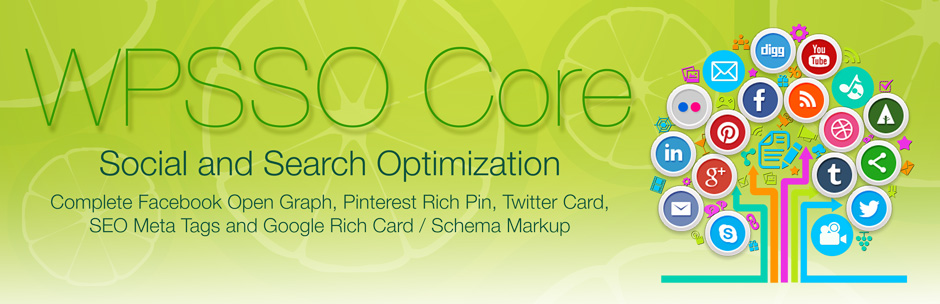 WPSSO Core
Social and Search Optimization
Complete Facebook Open Graph, Pinterest Rich Pin, Twitter Card,
SEO Meta Tags and Google Rich Card / Schema Markup
digg
You
Tube
f
in
g+
t
S